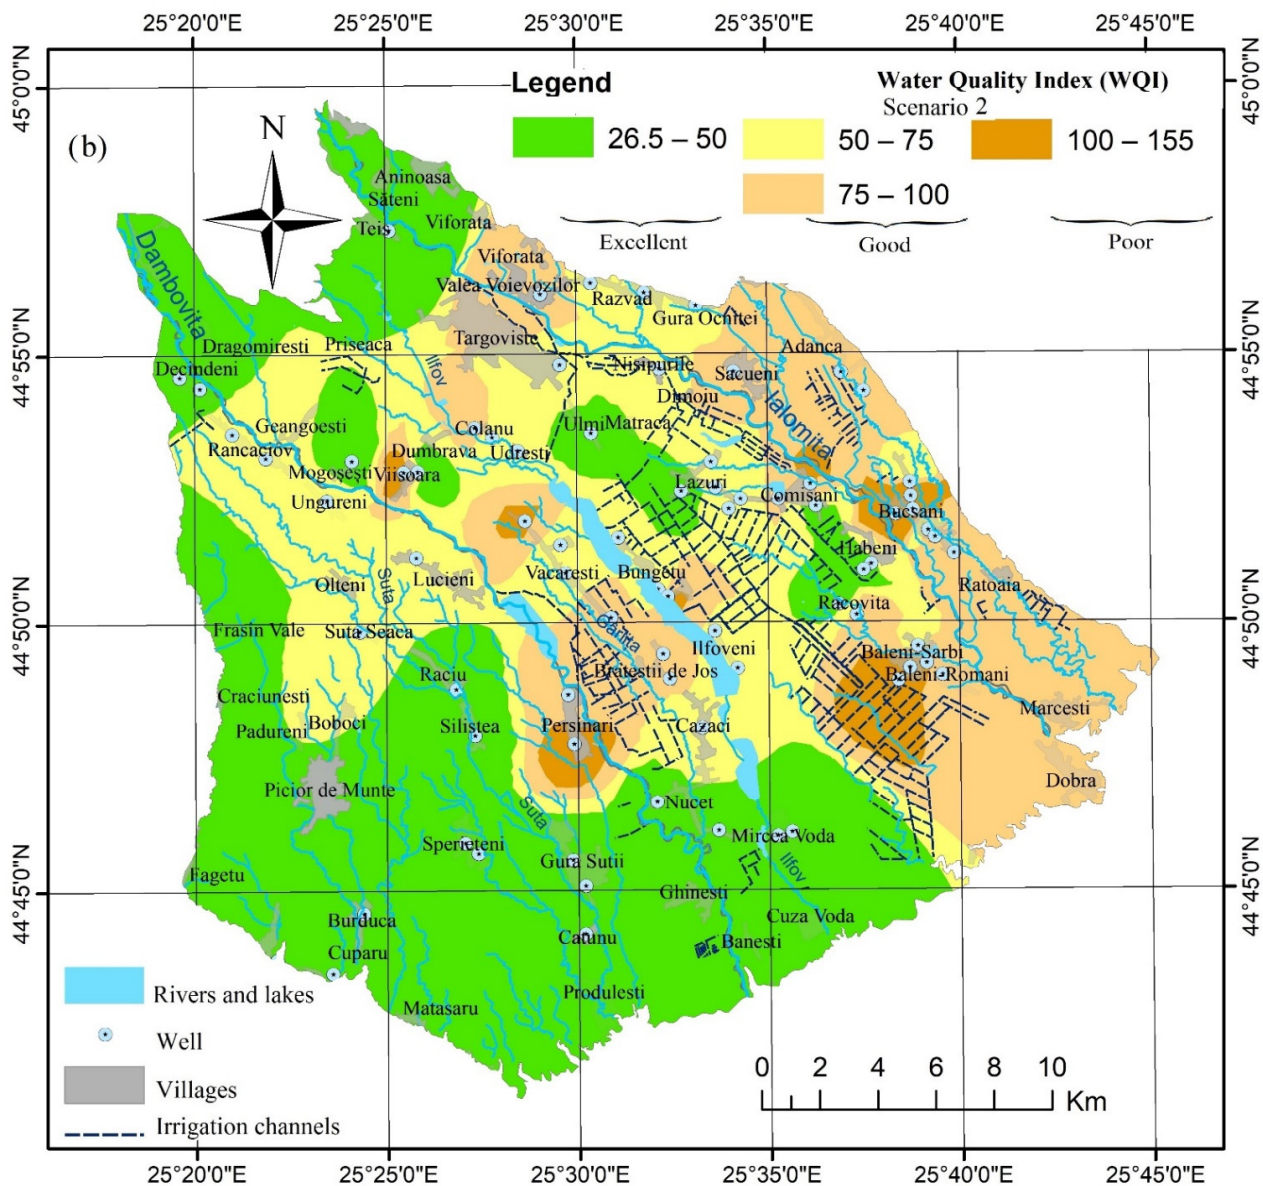 25°20'0"E 25°25'0"E 25°30'0"E 25°35'0"E 25°40'0"E 25°45'0"E
45°0'0"N
45°0'0"N
Legend
Water Quality Index (WQI)
Scenario 2
(b)
N
26.5 – 50
50 – 75
100 – 155
75 – 100
Excellent
Good
Poor
Aninoasa
Săteni
Teis
Viforata
Dambovita
Viforata
Valea Voievozilor
Razvad
Gura Ochitei
Targoviste
Dragomiresti
Priseaca
Ilfov
Adanca
44°55'0"N
44°55'0"N
Decindeni
Nisipurile
Sacueni
Dimoiu
Ialomita
Geangoesti
Colanu
Ulmi
Matraca
Rancaciov
Dumbrava
Udresti
Mogoșești
Viisoara
Lazuri
Comisani
Ungureni
Bucsani
Habeni
Olteni
Suta
Lucieni
Vacaresti
Bungetu
Ratoaia
Racovita
44°50'0"N
44°50'0"N
Frasin Vale
Suta Seaca
Garlita
Ilfoveni
Baleni-Sarbi
Raciu
Bratestii de Jos
Baleni-Romani
Craciunesti
Marcesti
Padureni
Boboci
Silistea
Persinari
Cazaci
Picior de Munte
Dobra
Suta
Nucet
Sperieteni
Mircea Voda
Gura Sutii
Ilfov
Fagetu
Ghinesti
44°45'0"N
44°45'0"N
Burduca
Cuza Voda
Catunu
Banesti
Cuparu
Produlesti
Matasaru
Rivers and lakes
Well
Villages
Irrigation channels
0 2 4 6 8 10
Km
25°20'0"E 25°25'0"E 25°30'0"E 25°35'0"E 25°40'0"E 25°45'0"E